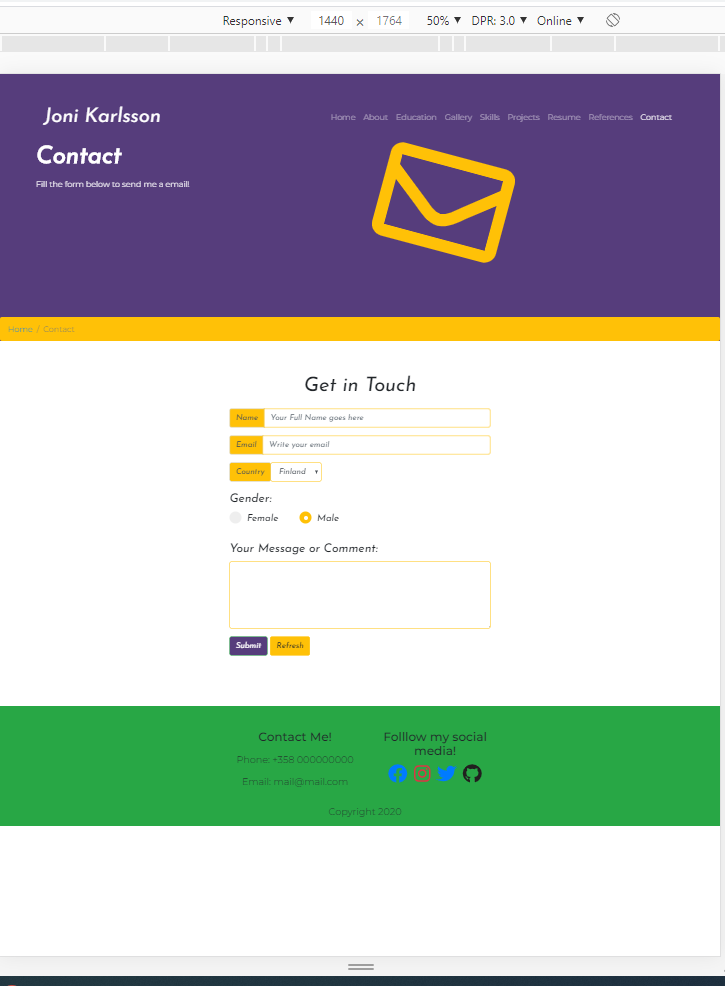 Responsive ▼ 1440 × 1764 50% ▼ DPR: 3.0 ▼ Online ▼
Joni Karlsson
Home About Education Gallery Skills Projects Resume References Contact
Contact
Fill the form below to send me a email!
Home / Contact
Get in Touch
Name Your Full Name goes here
Email Write your email
Country Finland
Gender:
Female Male
Your Message or Comment:
Submit Refresh
Contact Me!
Phone: +358 000000000
Email: mail@mail.com
Folllow my social
media!
Copyright 2020